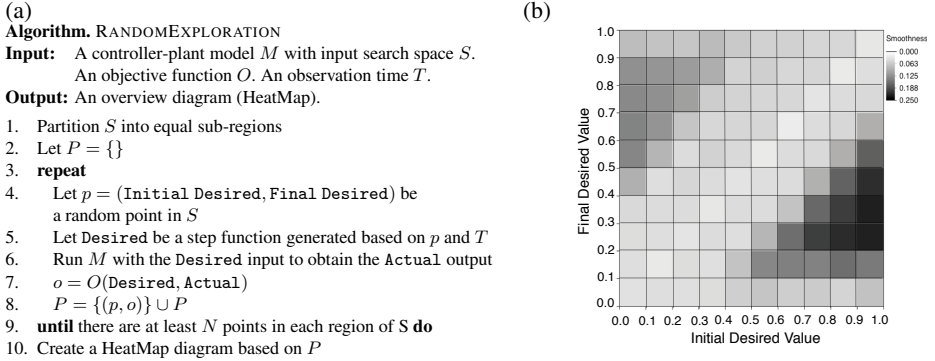 (a)
Algorithm. RANDOMEXPLORATION
Input: A controller-plant model M with input search space S.
An objective function O. An observation time T.
Output: An overview diagram (HeatMap).
1. Partition S into equal sub-regions
2. Let P = {}
3. repeat
4. Let p = (Initial Desired, Final Desired) be
a random point in S
5. Let Desired be a step function generated based on p and T
6. Run M with the Desired input to obtain the Actual output
7. o = O(Desired, Actual)
8. P = {(p, o)} ∪ P
9. until there are at least N points in each region of S do
10. Create a HeatMap diagram based on P
(b)
Smoothness
0.000
0.063
0.125
0.188
0.250
Final Desired Value
1.0
0.9
0.8
0.7
0.6
0.5
0.4
0.3
0.2
0.1
0.0
0.0 0.1 0.2 0.3 0.4 0.5 0.6 0.7 0.8 0.9 1.0
Initial Desired Value